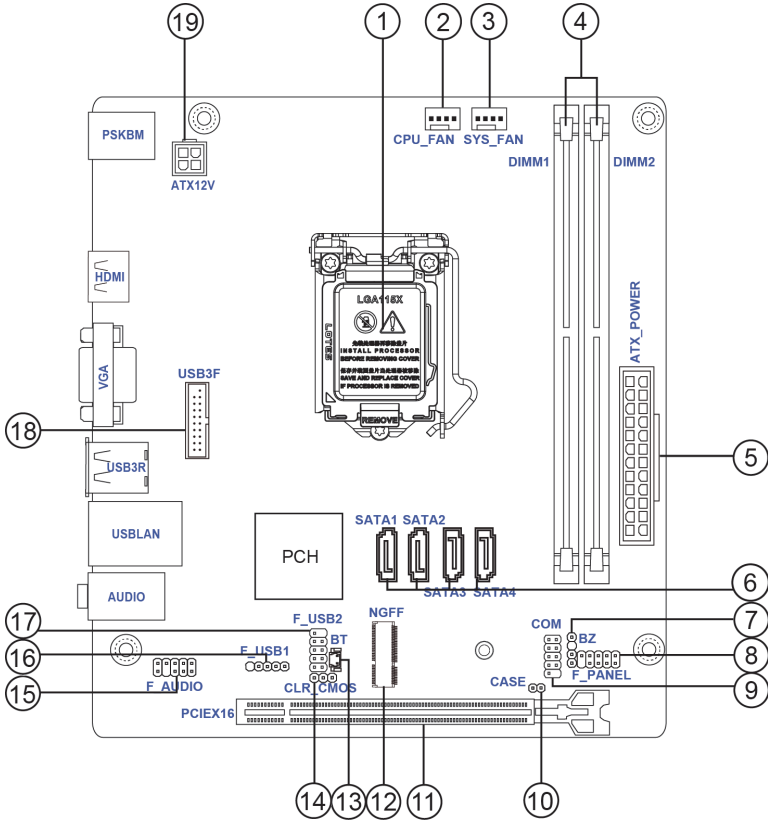 19
1
2
3
4
PSKBM
CPU_FAN
SYS_FAN
DIMM1
DIMM2
ATX12V
HDMI
LGA115X
LOTES
INSTALL PROCESSOR
BEFORE REMOVING COVER
SAVE AND REPLACE COVER
IF PROCESSOR IS REMOVED
REMOVE
ATX_POWER
VGA
USB3F
18
5
USB3R
USBLAN
SATA1 SATA2
PCH
AUDIO
6
SATA3 SATA4
17
F_USB2
NGFF
COM
7
BT
BZ
16
F_USB1
8
15
F_AUDIO
CLR_CMOS
CASE
F_PANEL
9
PCIEX16
14
13
12
11
10